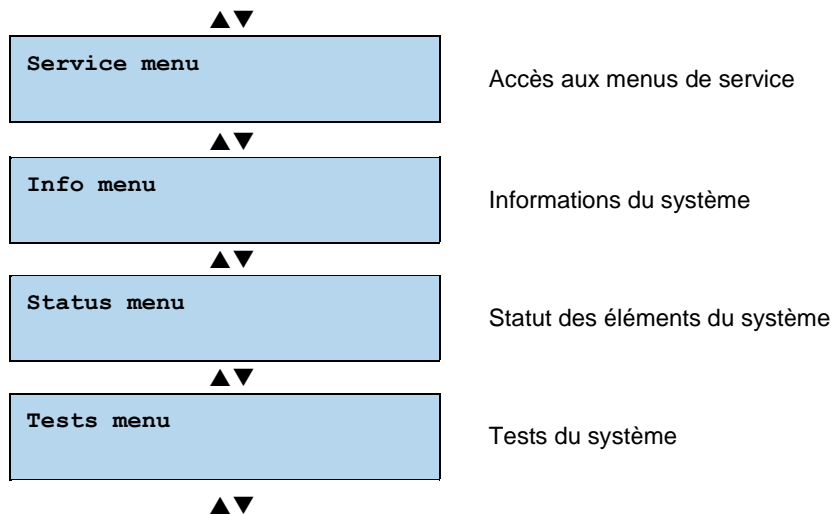 ▲▼
Service menu
Accès aux menus de service
▲▼
Info menu
Informations du système
▲▼
Status menu
Statut des éléments du système
▲▼
Tests menu
Tests du système
▲▼